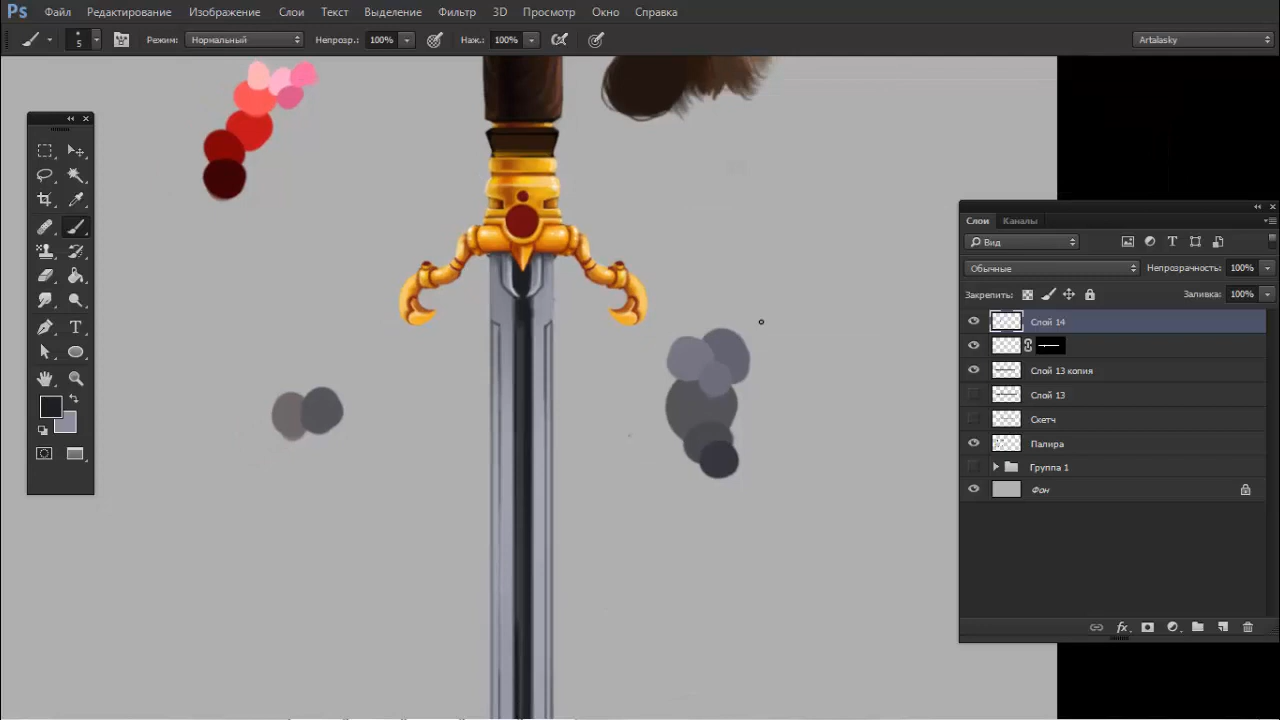 Ps Файл Редактирование Изображение Слои Текст Выделение Фильтр 3D Просмотр Окно Справка
5 Режим: Нормальный Непрозр.: 100% Наж.: 100% Artalasky
Слои Каналы
Вид
Обычные Непрозрачность: 100%
Закрепить: Заливка: 100%
Слой 14
Слой 13 копия
Слой 13
Скетч
Палира
Группа 1
Фон
fx